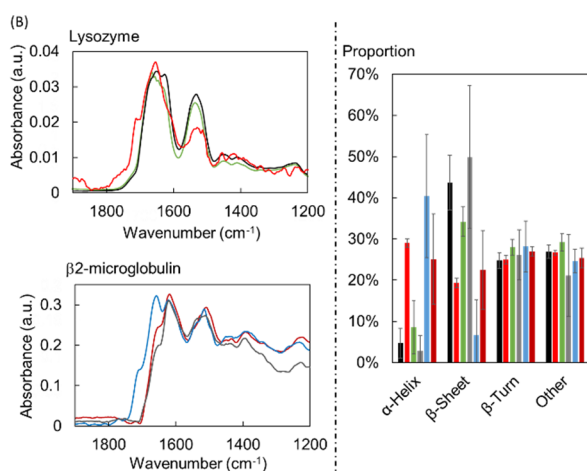 (B)
Lysozyme
0.04
0.03
0.02
0.01
0
Absorbance (a.u.)
1800 1600 1400 1200
Wavenumber (cm-1)
β2-microglobulin
0.3
0.2
0.1
0
Absorbance (a.u.)
1800 1600 1400 1200
Wavenumber (cm-1)
Proportion
70%
60%
50%
40%
30%
20%
10%
0%
α-Helix
β-Sheet
β-Turn
Other